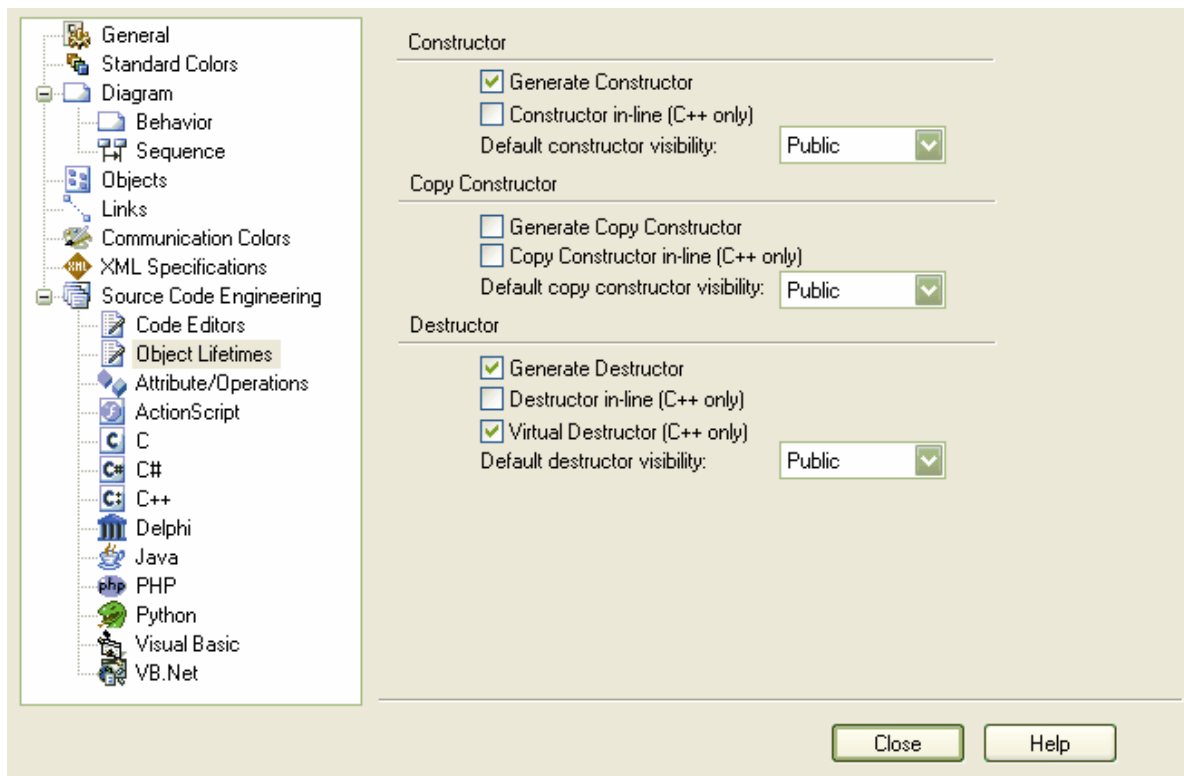 General
Standard Colors
Diagram
Behavior
Sequence
Objects
Links
Communication Colors
XML Specifications
Source Code Engineering
Code Editors
Object Lifetimes
Attribute/Operations
ActionScript
C
C#
C++
Delphi
Java
PHP
Python
Visual Basic
VB.Net
Constructor
Generate Constructor
Constructor in-line (C++ only)
Default constructor visibility: Public
Copy Constructor
Generate Copy Constructor
Copy Constructor in-line (C++ only)
Default copy constructor visibility: Public
Destructor
Generate Destructor
Destructor in-line (C++ only)
Virtual Destructor (C++ only)
Default destructor visibility: Public
Close Help